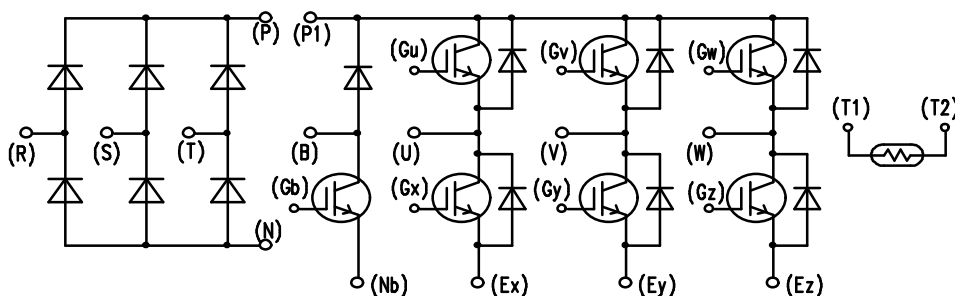 (P) (P1)
(Gu) (Gv) (Gw)
(T1) (T2)
(R) (S) (T) (B) (U) (V) (W)
(Gb) (Gx) (Gy) (Gz)
(N)
(Nb) (Ex) (Ey) (Ez)